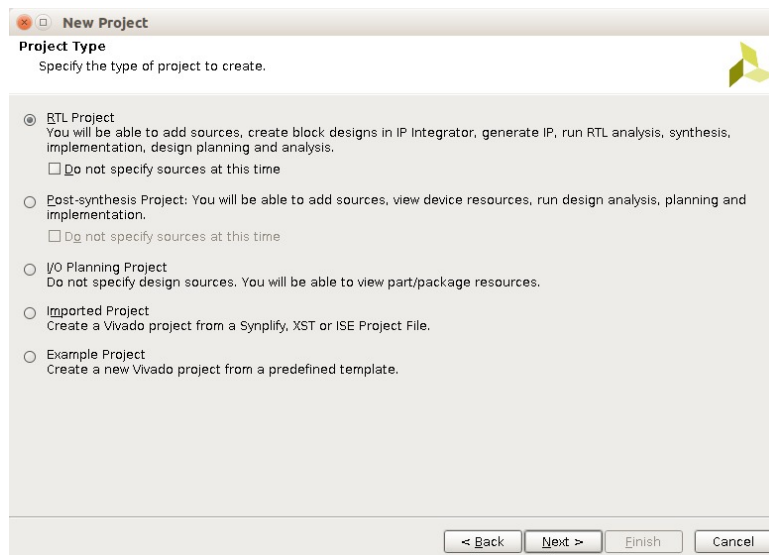 New Project
Project Type
Specify the type of project to create.
RTL Project
You will be able to add sources, create block designs in IP Integrator, generate IP, run RTL analysis, synthesis,
implementation, design planning and analysis.
Do not specify sources at this time
Post-synthesis Project: You will be able to add sources, view device resources, run design analysis, planning and
implementation.
Do not specify sources at this time
I/O Planning Project
Do not specify design sources. You will be able to view part/package resources.
Imported Project
Create a Vivado project from a Synplify, XST or ISE Project File.
Example Project
Create a new Vivado project from a predefined template.
< Back Next > Finish Cancel